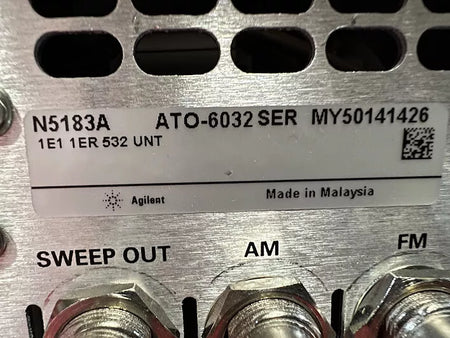 N5183A ATO-6032 SER MY50141426
1E1 1ER 532 UNT
Agilent Made in Malaysia
SWEEP OUT AM FM